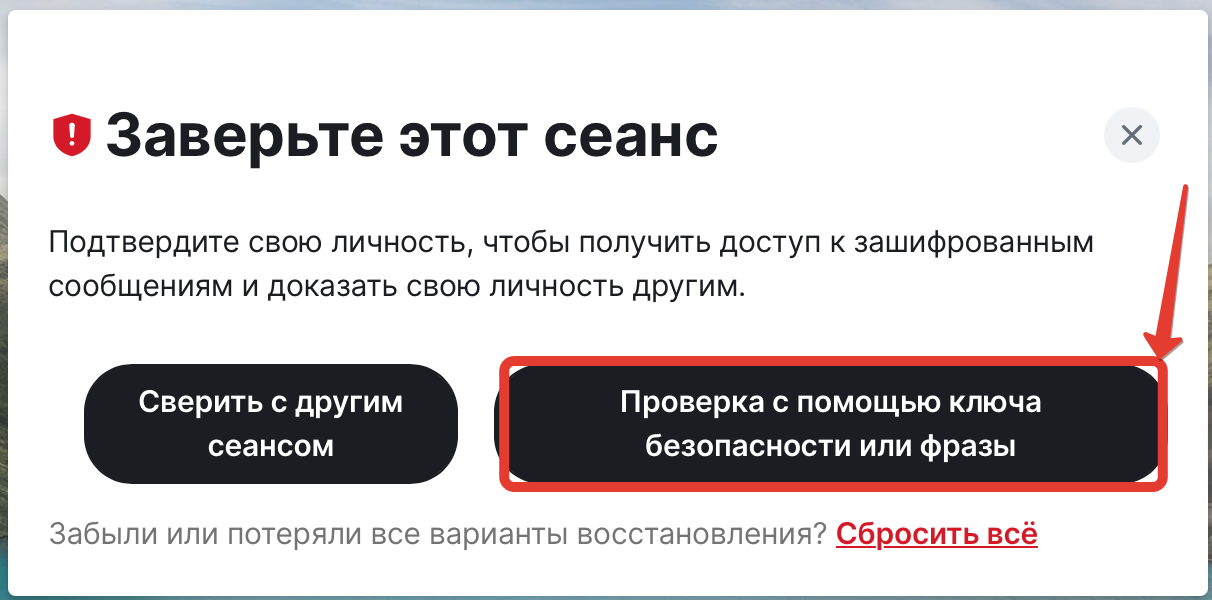 Заверьте этот сеанс
Подтвердите свою личность, чтобы получить доступ к зашифрованным
сообщениям и доказать свою личность другим.
Сверить с другим
сеансом
Проверка с помощью ключа
безопасности или фразы
Забыли или потеряли все варианты восстановления? Сбросить всё